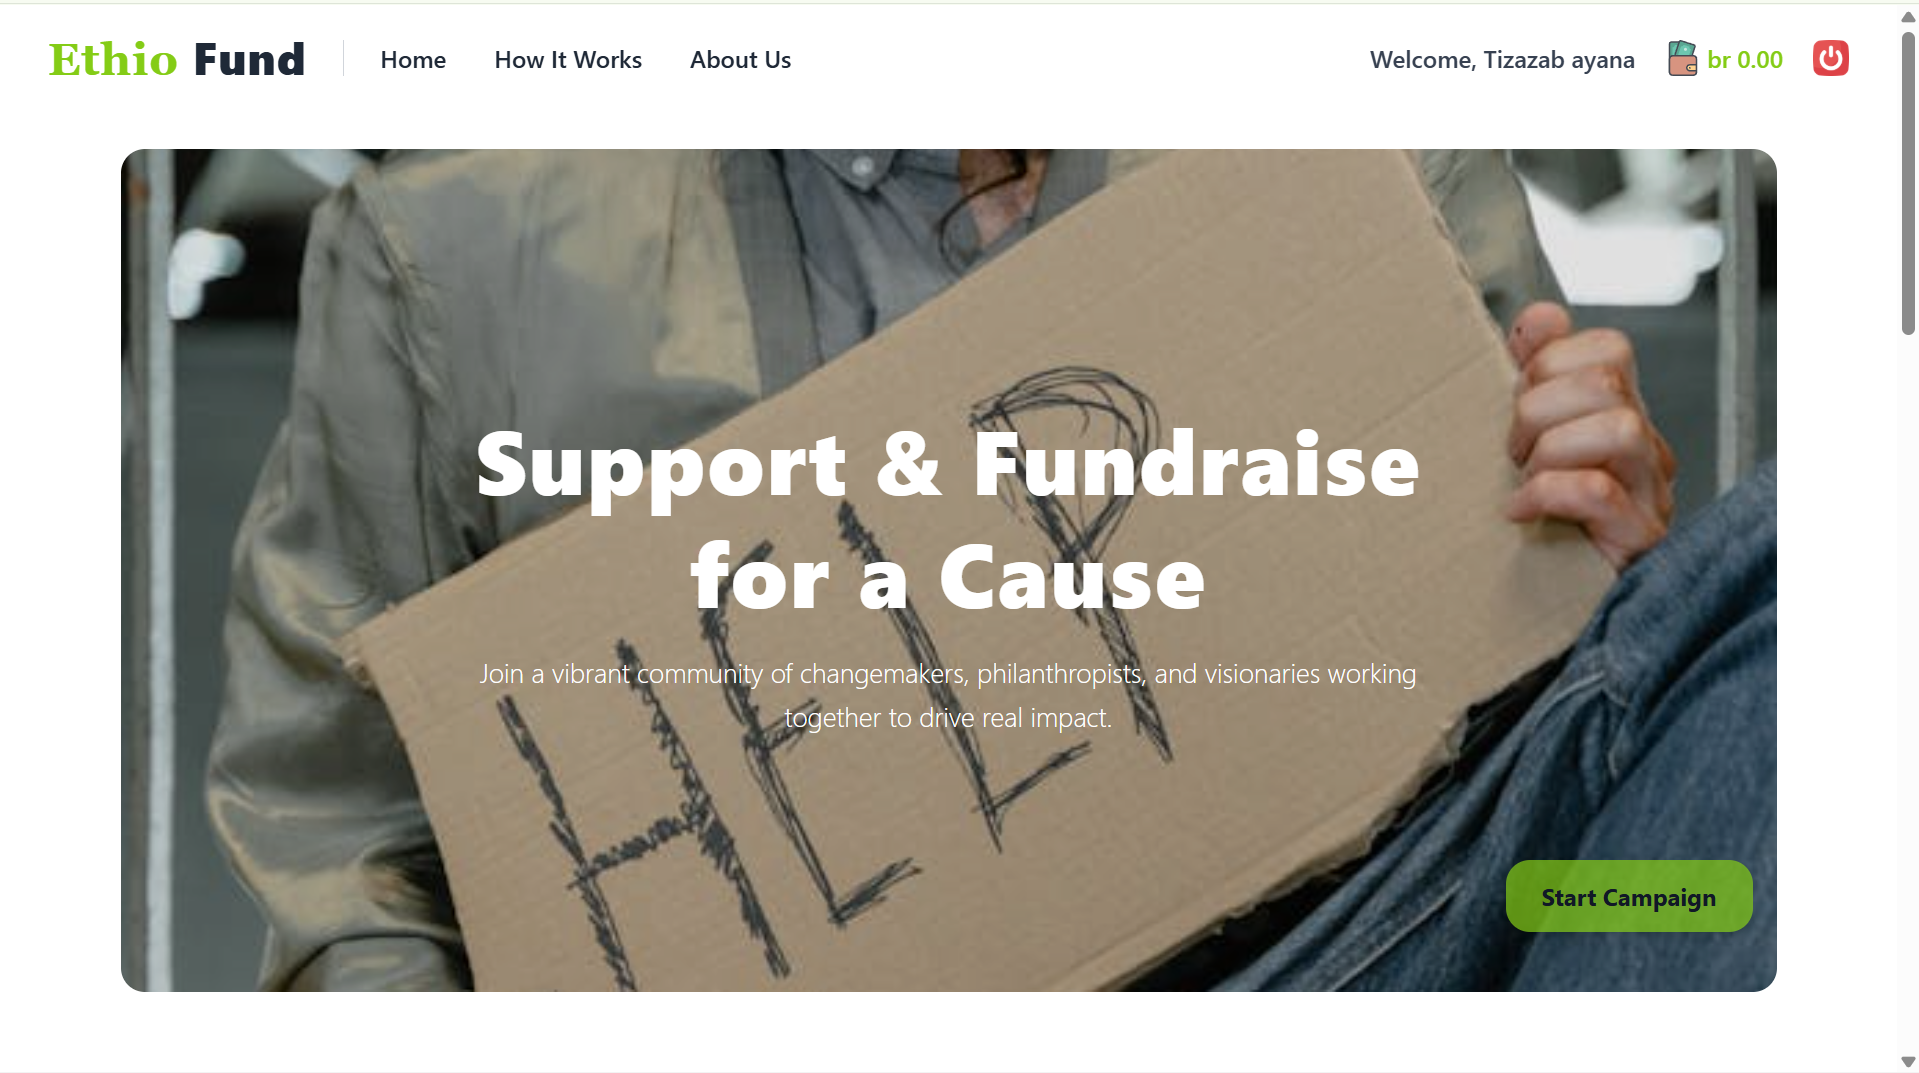 Ethio Fund
Home
How It Works
About Us
Welcome, Tizazab ayana
br 0.00
Support & Fundraise
for a Cause
Join a vibrant community of changemakers, philanthropists, and visionaries working
together to drive real impact.
HELP
Start Campaign